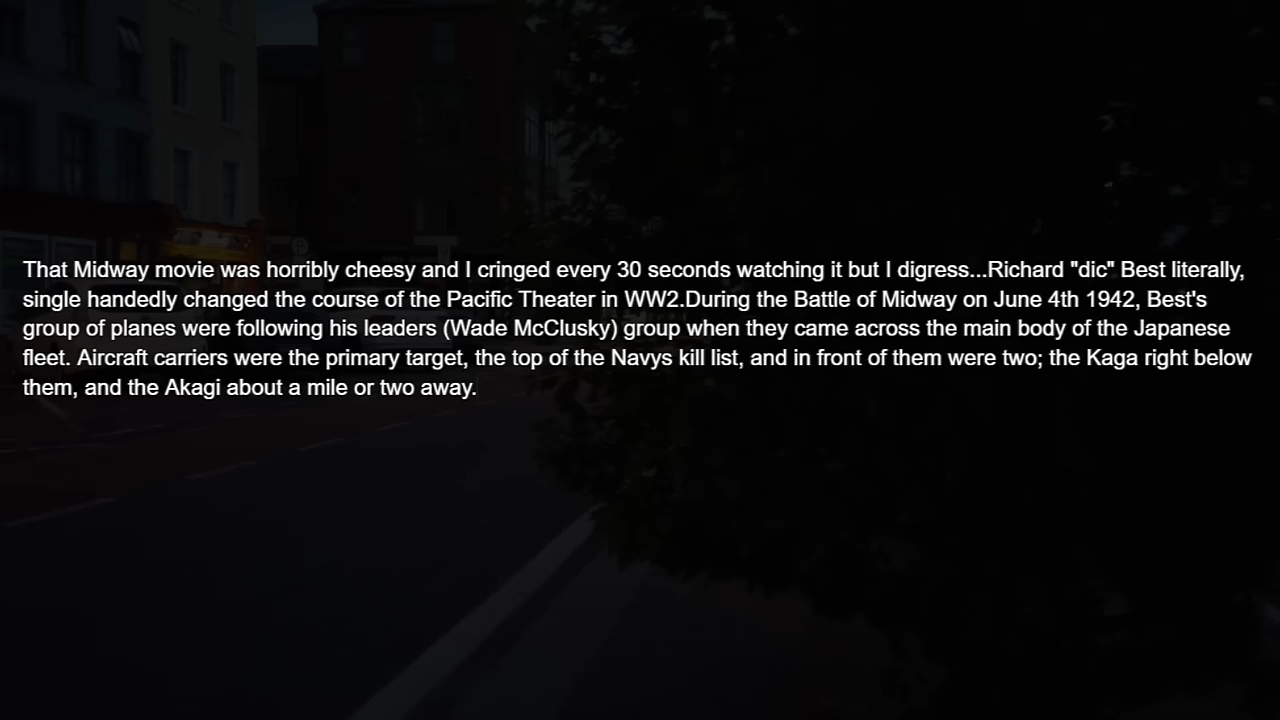 That Midway movie was horribly cheesy and I cringed every 30 seconds watching it but I digress...Richard "dic" Best literally,
single handedly changed the course of the Pacific Theater in WW2.During the Battle of Midway on June 4th 1942, Best's
group of planes were following his leaders (Wade McClusky) group when they came across the main body of the Japanese
fleet. Aircraft carriers were the primary target, the top of the Navys kill list, and in front of them were two; the Kaga right below
them, and the Akagi about a mile or two away.